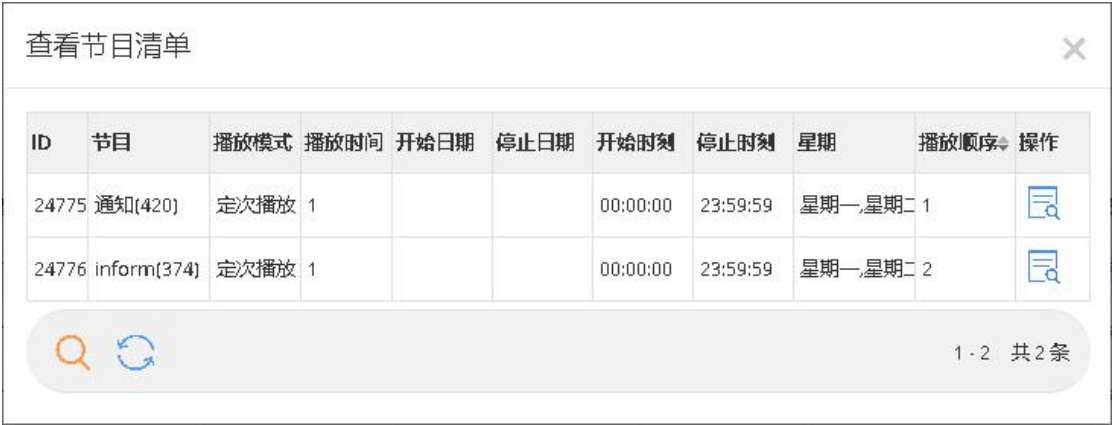 查看节目清单
ID 节目 播放模式 播放时间 开始日期 停止日期 开始时刻 停止时刻 星期 播放顺序 操作
24775 通知(420) 定次播放 1 00:00:00 23:59:59 星期一,星期二 1
24776 inform(374) 定次播放 1 00:00:00 23:59:59 星期一,星期二 2
1 - 2 共 2 条